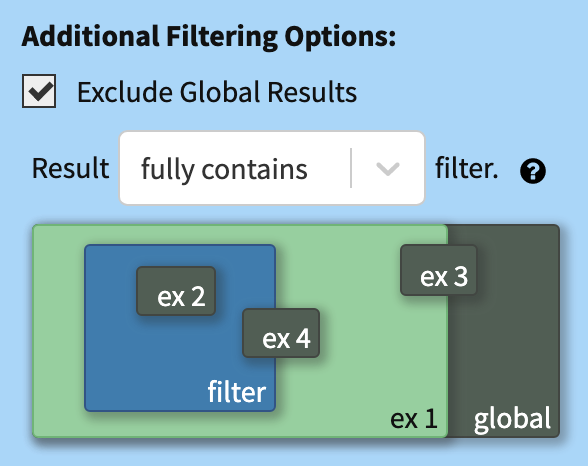 Additional Filtering Options:
Exclude Global Results
Result fully contains filter. ?
ex 3
ex 2
ex 4
filter
ex 1 global